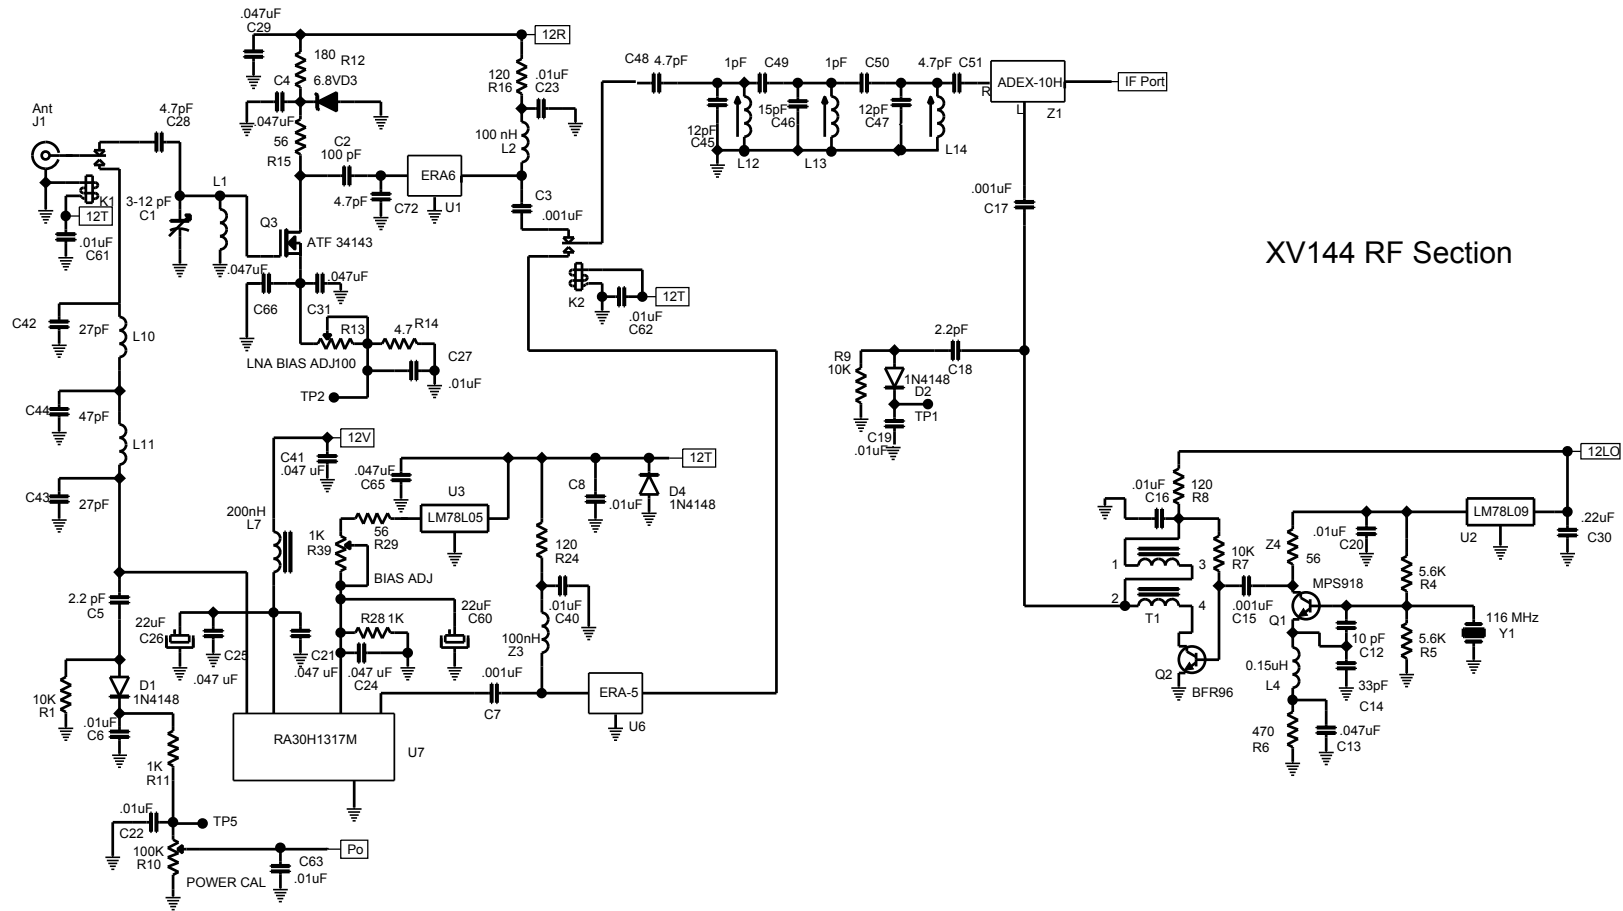 .047uF
C29
180
R12
C4
6.8VD3
.047uF
56
R15
12R
120
R16
.01uF
C23
100 nH
L2
C2
100 pF
ERA6
U1
4.7pF
C72
C3
.001uF
Ant
J1
4.7pF
C28
K1
12T
.01uF
C61
3-12 pF
C1
L1
Q3
ATF 34143
.047uF
C66
.047uF
C31
R13
4.7
R14
LNA BIAS ADJ100
C27
.01uF
TP2
K2
12T
.01uF
C62
C48
4.7pF
1pF
C49
1pF
C50
4.7pF
C51
12pF
C45
15pF
C46
12pF
C47
L12
L13
L14
ADEX-10H
R
L
Z1
IF Port
.001uF
C17
XV144 RF Section
2.2pF
C18
R9
10K
1N4148
D2
TP1
C19
.01uF
C42
27pF
L10
C44
47pF
L11
C43
27pF
2.2 pF
C5
10K
R1
D1
1N4148
.01uF
C6
1K
R11
.01uF
C22
TP5
100K
R10
POWER CAL
Po
C63
.01uF
12V
C41
.047 uF
200nH
L7
22uF
C26
C25
.047 uF
C21
.047 uF
1K
R39
BIAS ADJ
56
R29
.047uF
C65
U3
LM78L05
R28 1K
.047 uF
C24
22uF
C60
12T
C8
.01uF
D4
1N4148
120
R24
.01uF
C40
100nH
Z3
.001uF
C7
ERA-5
U6
RA30H1317M
U7
12LO
.01uF
C16
120
R8
1
3
2
4
T1
10K
R7
.001uF
C15
Q2
BFR96
Z4
56
.01uF
C20
LM78L09
U2
.22uF
C30
5.6K
R4
MPS918
Q1
5.6K
R5
116 MHz
Y1
10 pF
C12
0.15uH
L4
33pF
C14
470
R6
.047uF
C13